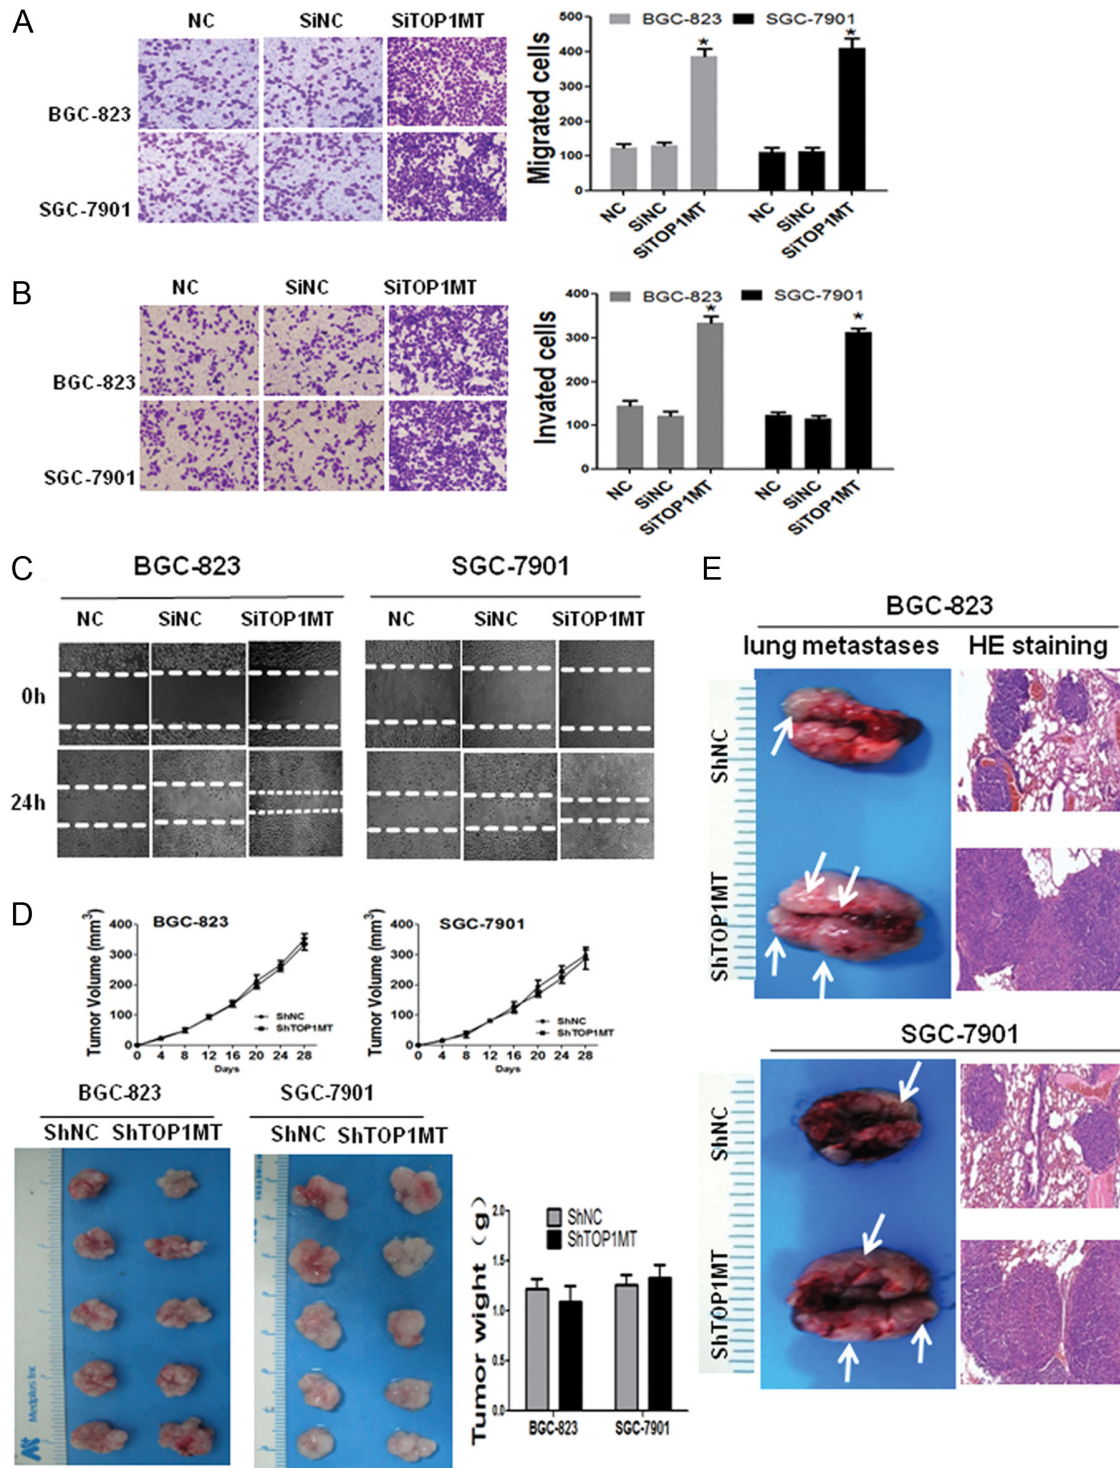 A
NC SiNC SiTOP1MT
BGC-823
SGC-7901
BGC-823 SGC-7901
Migrated cells
500
400
300
200
100
0
★ ★
NC SiNC SiTOP1MT NC SiNC SiTOP1MT
B
NC SiNC SiTOP1MT
BGC-823
SGC-7901
BGC-823 SGC-7901
Invated cells
400
300
200
100
0
★ ★
NC SiNC SiTOP1MT NC SiNC SiTOP1MT
C
BGC-823 SGC-7901
NC SiNC SiTOP1MT NC SiNC SiTOP1MT
0h
24h
D
BGC-823
Tumor Volume (mm³)
400
300
200
100
0
ShNC
ShTOP1MT
0 4 8 12 16 20 24 28
Days
SGC-7901
Tumor Volume (mm³)
400
300
200
100
0
ShNC
ShTOP1MT
0 4 8 12 16 20 24 28
Days
BGC-823 SGC-7901
ShNC ShTOP1MT ShNC ShTOP1MT
Medplus Inc
Tumor wight (g)
2.0
1.5
1.0
0.5
0.0
ShNC
ShTOP1MT
BGC-823 SGC-7901
E
BGC-823
lung metastases HE staining
ShNC
ShTOP1MT
SGC-7901
ShNC
ShTOP1MT